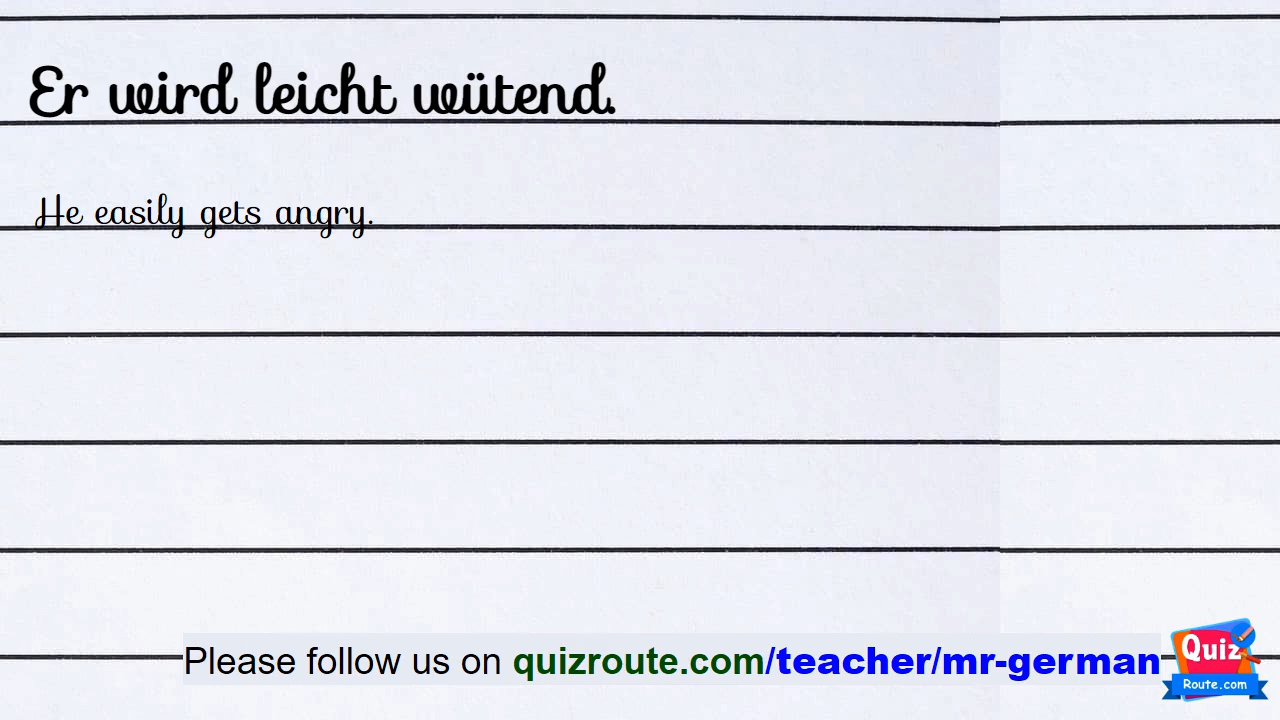 Er wird leicht wütend.
He easily gets angry.
Please follow us on quizroute.com/teacher/mr-german
Quiz
Route.com